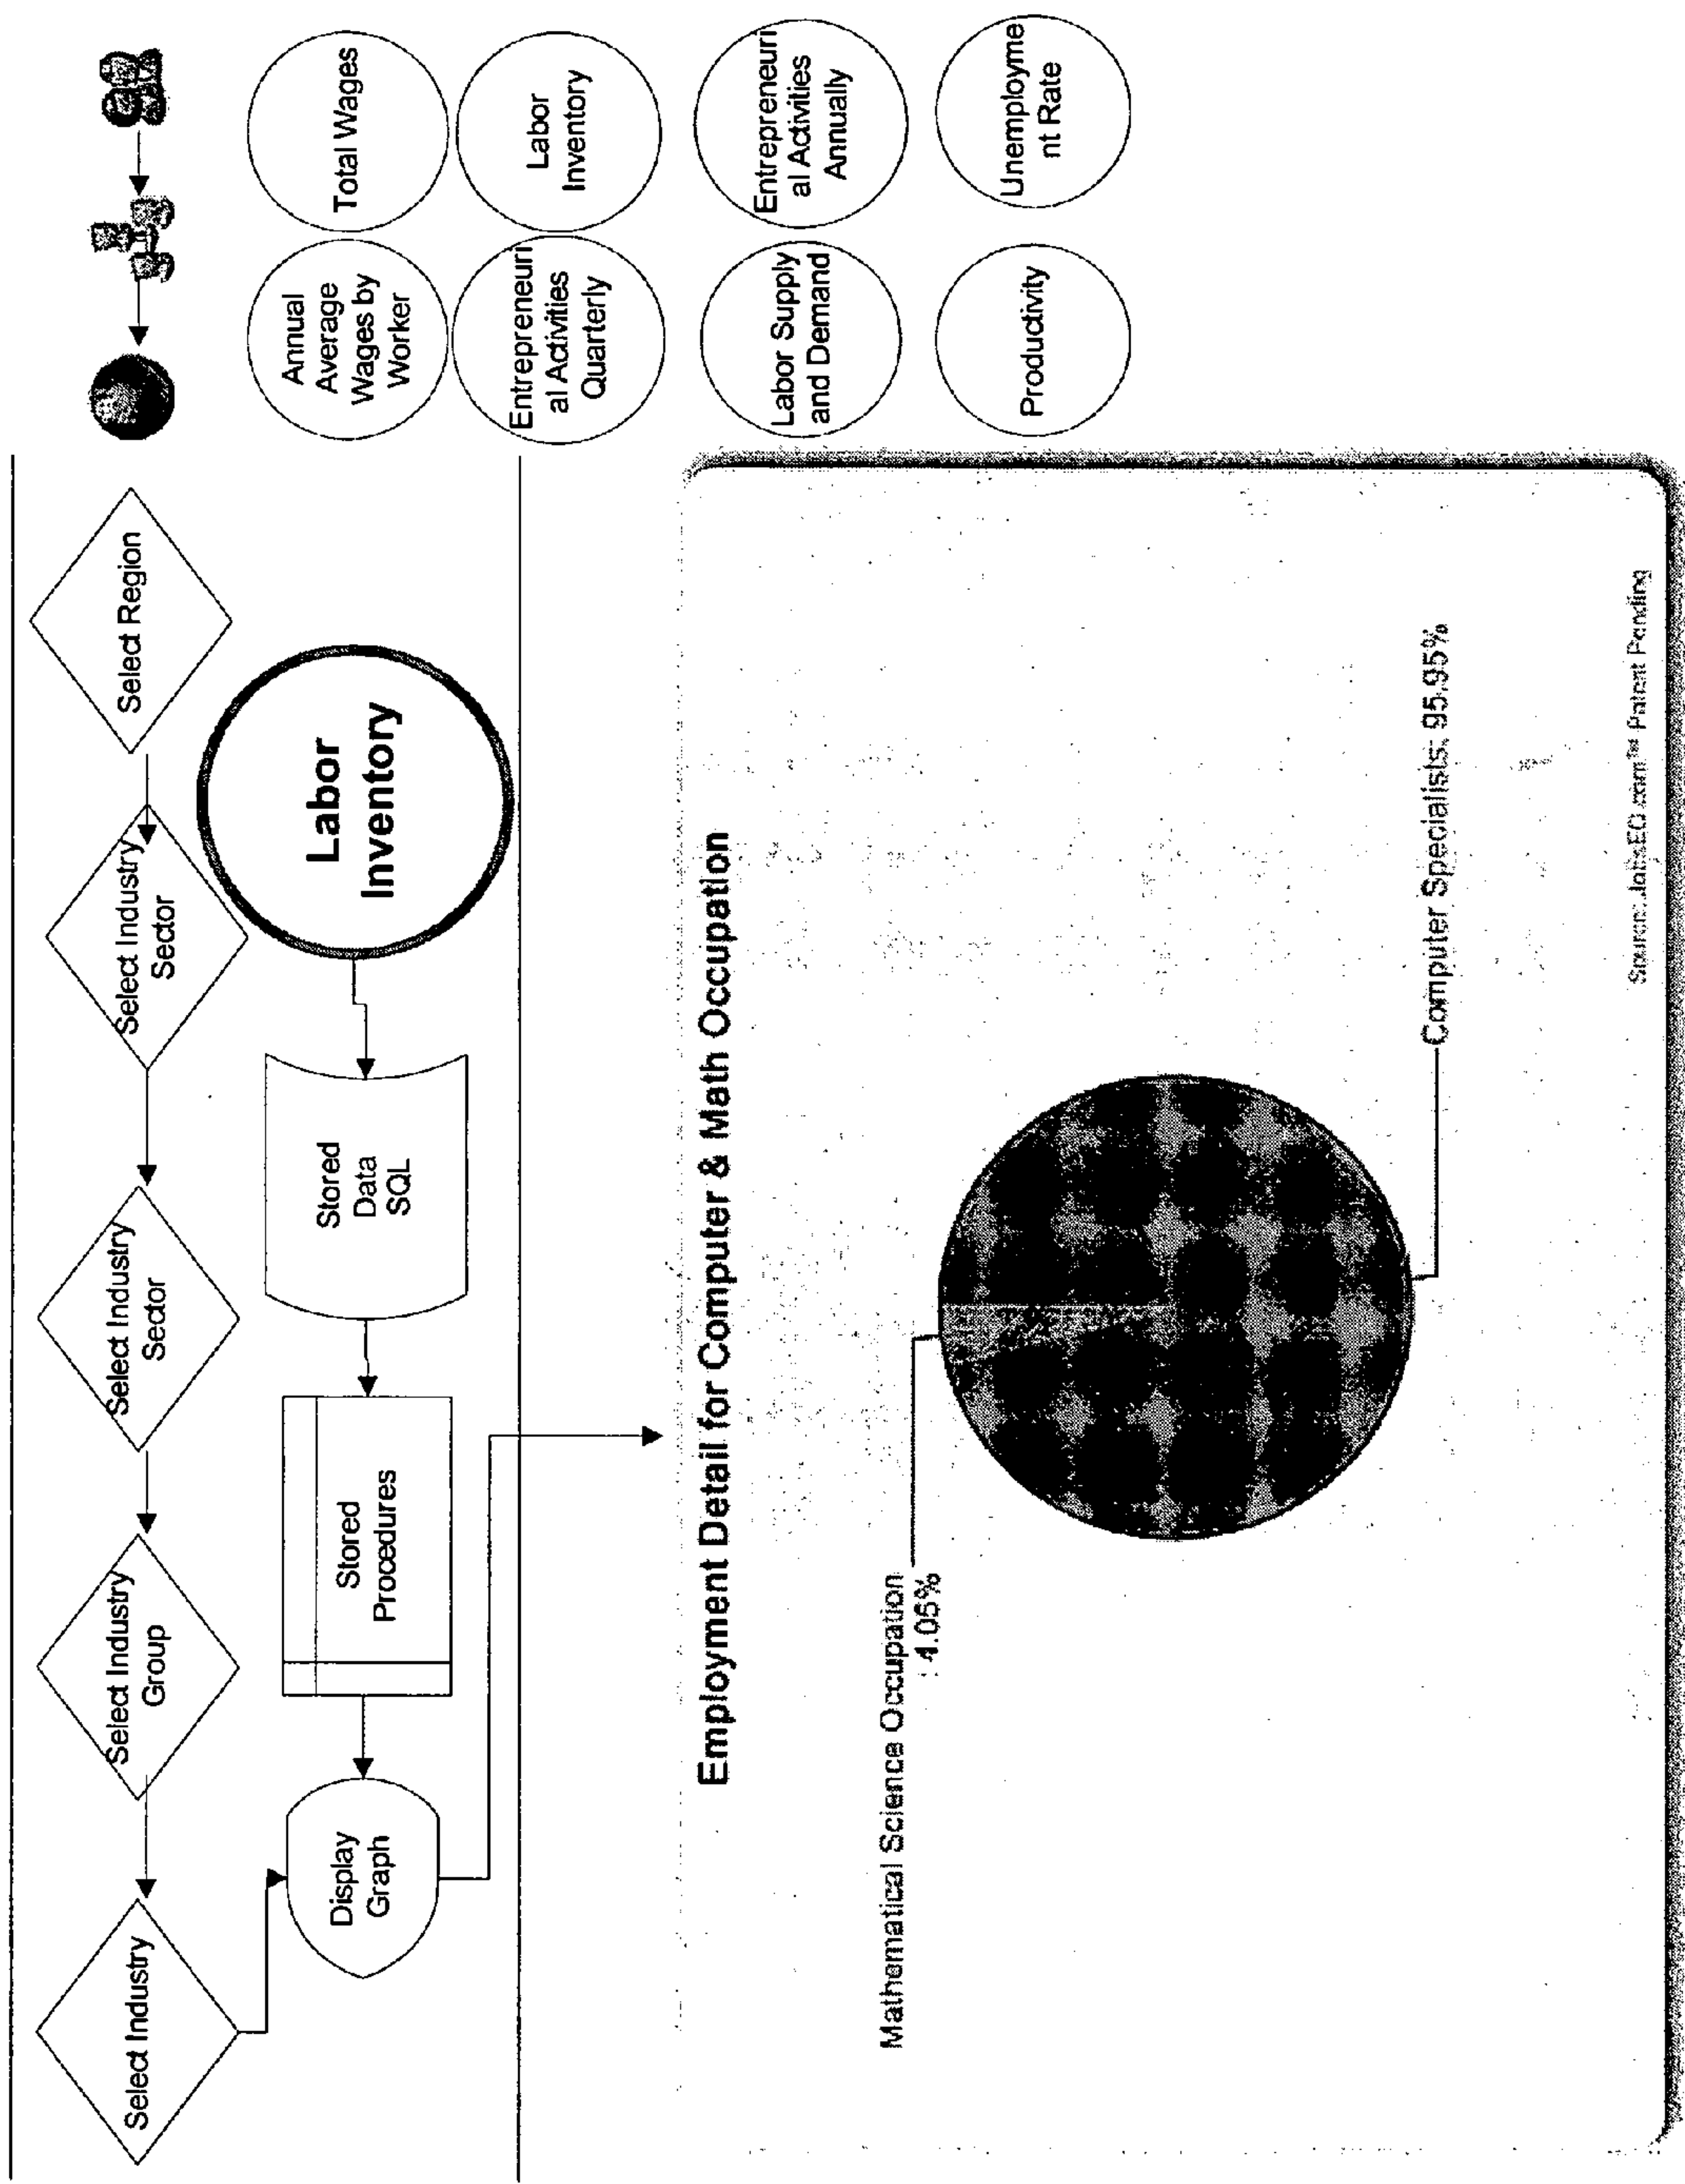 Total Wages
Labor
Inventory
Entrepreneuri
al Activities
Annually
Unemployme
nt Rate
Annual
Average
Wages by
Worker
Entrepreneuri
al Activities
Quarterly
Labor Supply
and Demand
Productivity
Select Region
Select Industry
Sector
Select Industry
Sector
Select Industry
Group
Select Industry
Labor
Inventory
Stored
Data
SQL
Stored
Procedures
Display
Graph
Employment Detail for Computer & Math Occupation
Mathematical Science Occupation
: 4.05%
Computer Specialists: 95.95%
Source: JobsEQ.com™ Patent Pending